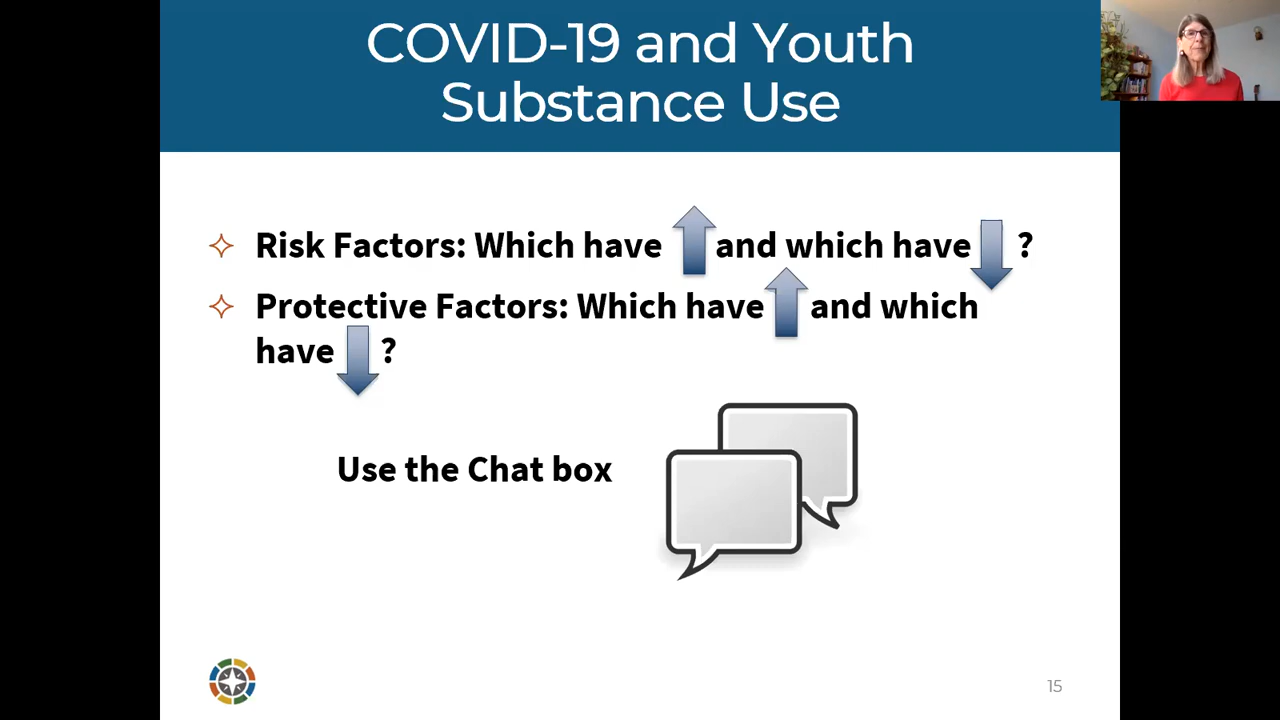 COVID-19 and Youth
Substance Use
Risk Factors: Which have and which have ?
Protective Factors: Which have and which
have ?
Use the Chat box
15